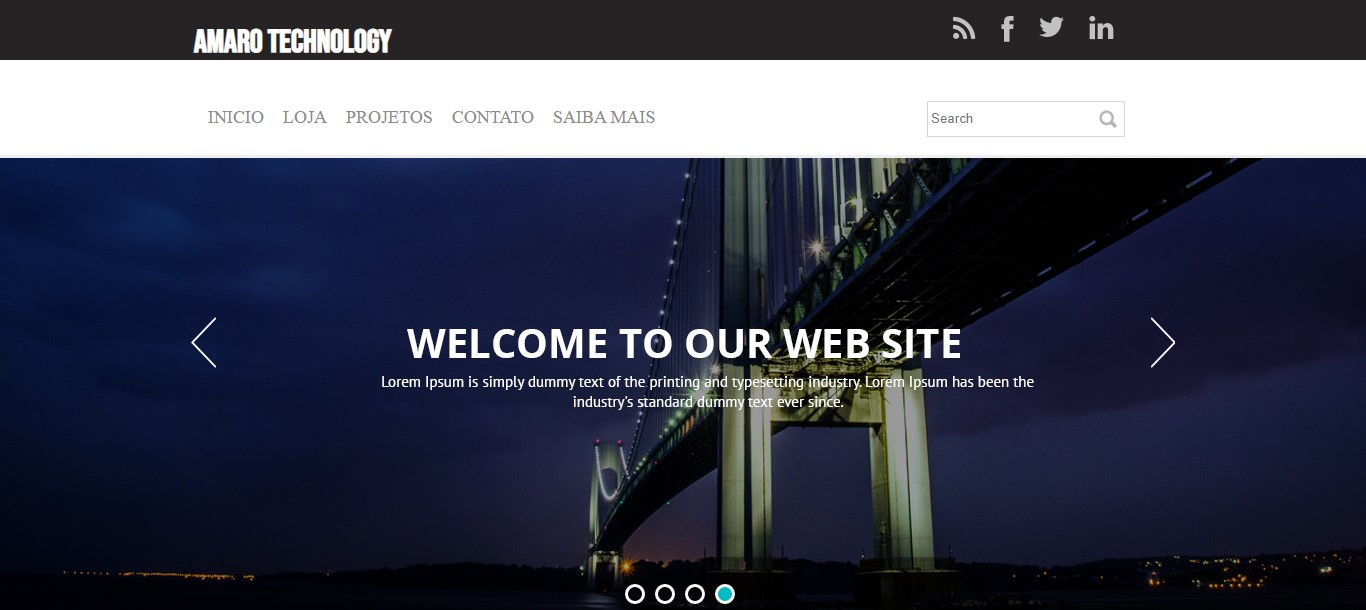 AMARO TECHNOLOGY
INICIO LOJA PROJETOS CONTATO SAIBA MAIS
Search
WELCOME TO OUR WEB SITE
Lorem Ipsum is simply dummy text of the printing and typesetting industry. Lorem Ipsum has been the
industry's standard dummy text ever since.